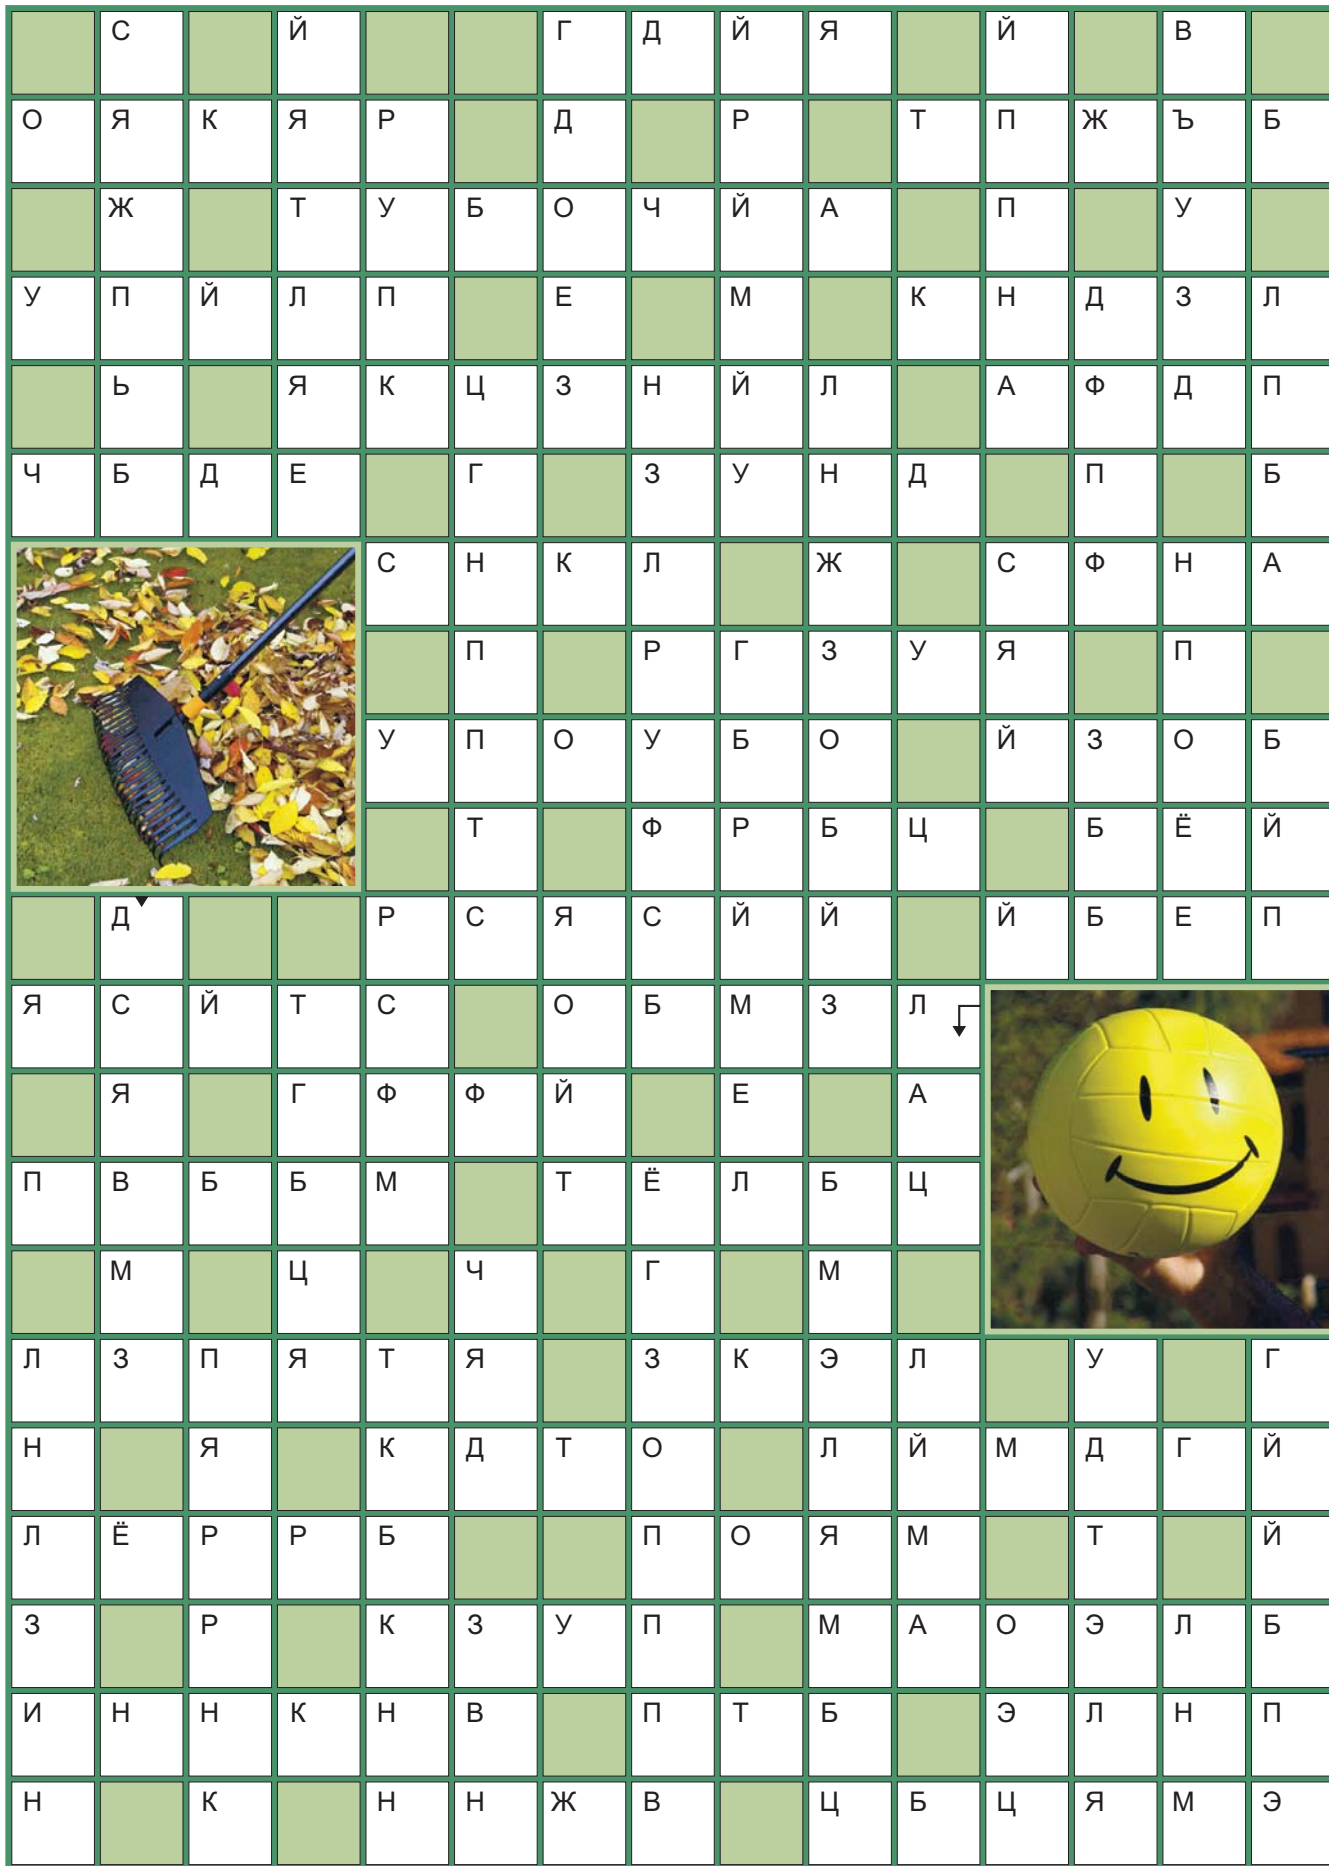 С Й Г Д Й Я Й В
О Я К Я Р Д Р Т П Ж Ъ Б
Ж Т У Б О Ч Й А П У
У П Й Л П Е М К Н Д З Л
Ь Я К Ц З Н Й Л А Ф Д П
Ч Б Д Е Г З У Н Д П Б
С Н К Л Ж С Ф Н А
П Р Г З У Я П
У П О У Б О Й З О Б
Т Ф Р Б Ц Б Ё Й
Д Р С Я С Й Й Й Б Е П
Я С Й Т С О Б М З Л
Я Г Ф Ф Й Е А
П В Б Б М Т Ё Л Б Ц
М Ц Ч Г М
Л З П Я Т Я З К Э Л У Г
Н Я К Д Т О Л Й М Д Г Й
Л Ё Р Р Б П О Я М Т Й
З Р К З У П М А О Э Л Б
И Н Н К Н В П Т Б Э Л Н П
Н К Н Н Ж В Ц Б Ц Я М Э